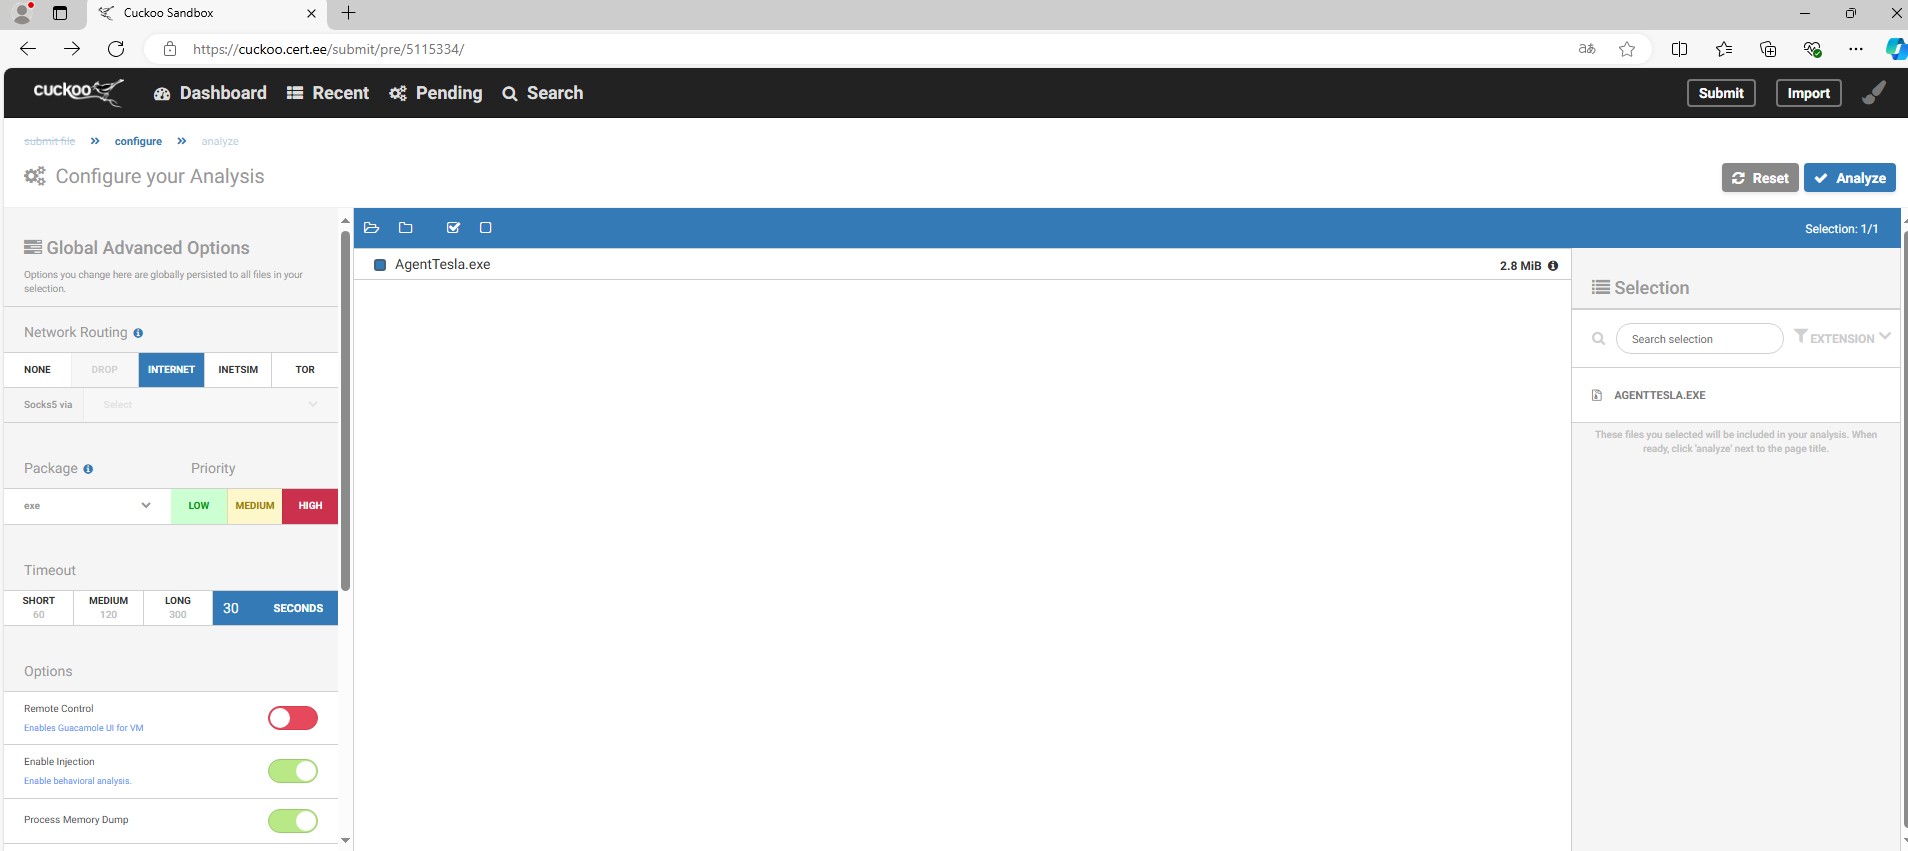 Cuckoo Sandbox
https://cuckoo.cert.ee/submit/pre/5115334/
aあ
cuckoo Dashboard Recent Pending Search Submit Import
submit file » configure » analyze
Configure your Analysis Reset Analyze
Selection: 1/1
Global Advanced Options
Options you change here are globally persisted to all files in your
selection.
Network Routing
NONE DROP INTERNET INETSIM TOR
Socks5 via Select
Package Priority
exe LOW MEDIUM HIGH
Timeout
SHORT MEDIUM LONG 30 SECONDS
60 120 300
Options
Remote Control
Enables Guacamole UI for VM
Enable Injection
Enable behavioral analysis.
Process Memory Dump
AgentTesla.exe 2.8 MiB
Selection
Search selection EXTENSION
AGENTTESLA.EXE
These files you selected will be included in your analysis. When
ready, click 'analyze' next to the page title.